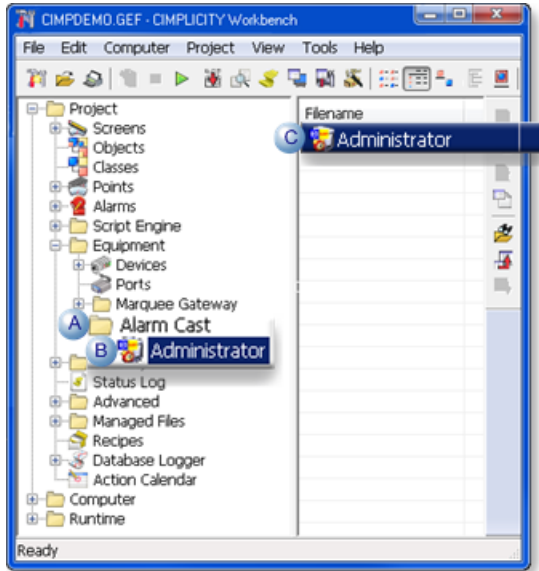 CIMPDEMO.GEF - CIMPLICITY Workbench
File Edit Computer Project View Tools Help
Project
Screens
Objects
Classes
Points
Alarms
Script Engine
Equipment
Devices
Ports
Marquee Gateway
A Alarm Cast
B Administrator
Status Log
Advanced
Managed Files
Recipes
Database Logger
Action Calendar
Computer
Runtime
Filename
C Administrator
Ready